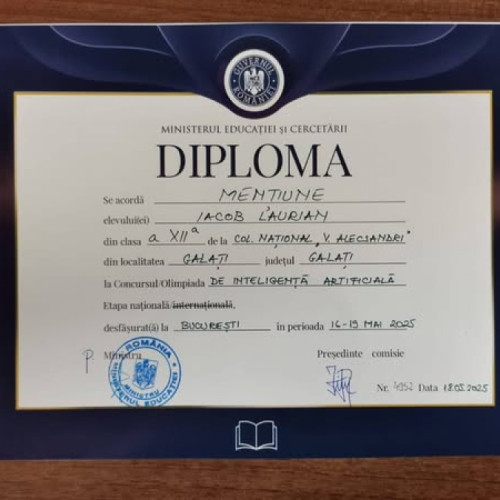 GUVERNUL ROMÂNIEI
MINISTERUL EDUCAȚIEI ȘI CERCETĂRII
DIPLOMA
Se acordă MENȚIUNE
elevului(ei) IACOB LAURIAN
din clasa a XII a de la COL. NAȚIONAL „V. ALECSANDRI"
din localitatea GALAȚI județul GALAȚI
la Concursul/Olimpiada DE INTELIGENȚĂ ARTIFICIALĂ
Etapa națională/internațională,
desfășurat(ă) la BUCUREȘTI în perioada 16-19 MAI 2025
P. Ministru Președinte comisie
ROMÂNIA
MINISTERUL EDUCAȚIEI
MINISTRU
Nr. 4952 Data 18.05.2025